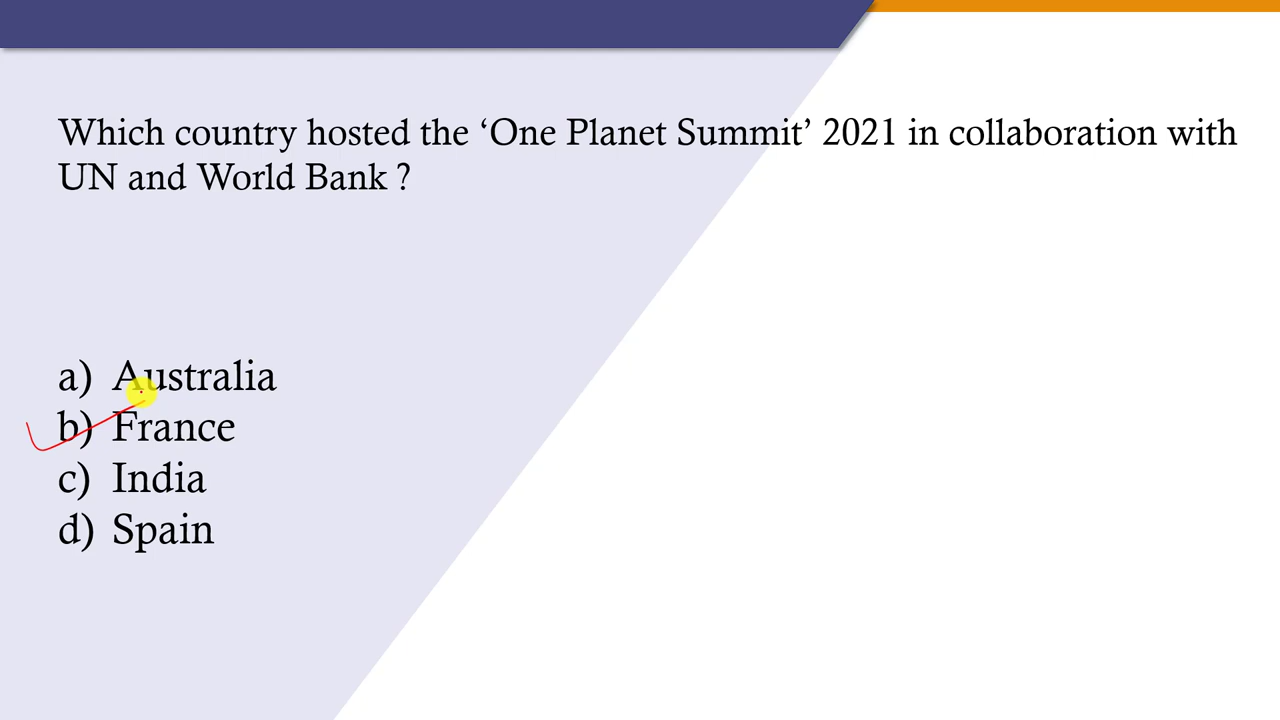 Which country hosted the ‘One Planet Summit’ 2021 in collaboration with
UN and World Bank ?
a) Australia
b) France
c) India
d) Spain